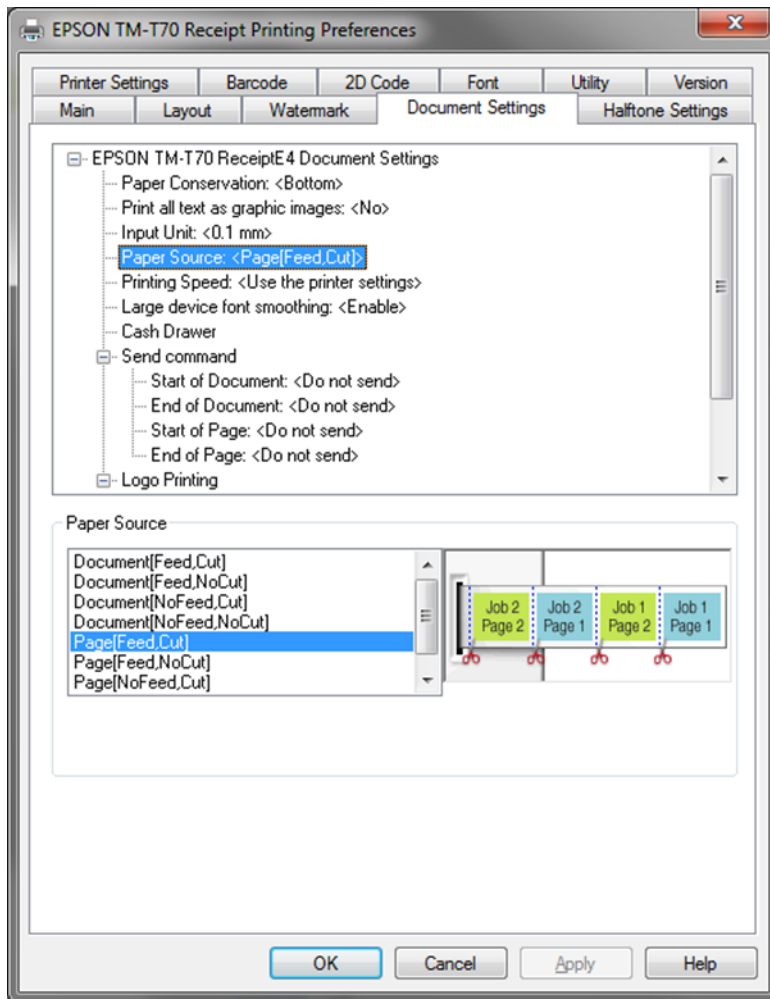 EPSON TM-T70 Receipt Printing Preferences
Printer Settings Barcode 2D Code Font Utility Version
Main Layout Watermark Document Settings Halftone Settings
EPSON TM-T70 ReceiptE4 Document Settings
Paper Conservation: <Bottom>
Print all text as graphic images: <No>
Input Unit: <0.1 mm>
Paper Source: <Page[Feed,Cut]>
Printing Speed: <Use the printer settings>
Large device font smoothing: <Enable>
Cash Drawer
Send command
Start of Document: <Do not send>
End of Document: <Do not send>
Start of Page: <Do not send>
End of Page: <Do not send>
Logo Printing
Paper Source
Document[Feed,Cut]
Document[Feed,NoCut]
Document[NoFeed,Cut]
Document[NoFeed,NoCut]
Page[Feed,Cut]
Page[Feed,NoCut]
Page[NoFeed,Cut]
Job 2 Job 2 Job 1 Job 1
Page 2 Page 1 Page 2 Page 1
OK Cancel Apply Help